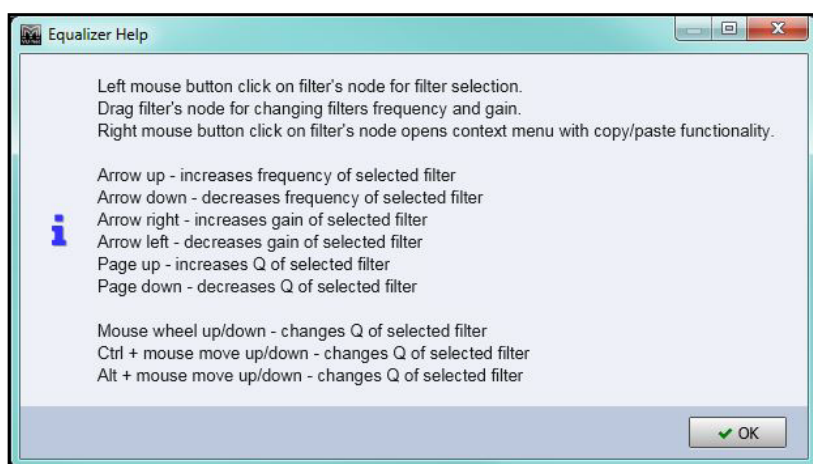 Equalizer Help
Left mouse button click on filter's node for filter selection.
Drag filter's node for changing filters frequency and gain.
Right mouse button click on filter's node opens context menu with copy/paste functionality.
Arrow up - increases frequency of selected filter
Arrow down - decreases frequency of selected filter
Arrow right - increases gain of selected filter
Arrow left - decreases gain of selected filter
Page up - increases Q of selected filter
Page down - decreases Q of selected filter
Mouse wheel up/down - changes Q of selected filter
Ctrl + mouse move up/down - changes Q of selected filter
Alt + mouse move up/down - changes Q of selected filter
OK